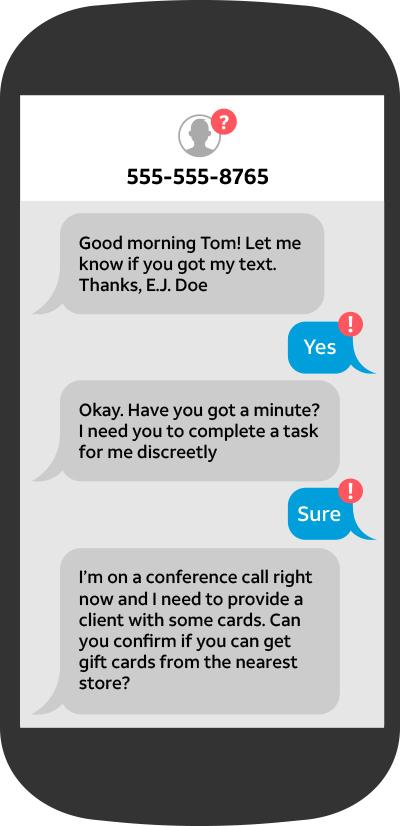 ?
555-555-8765
Good morning Tom! Let me
know if you got my text.
Thanks, E.J. Doe
!
Yes
Okay. Have you got a minute?
I need you to complete a task
for me discreetly
!
Sure
I'm on a conference call right
now and I need to provide a
client with some cards. Can
you confirm if you can get
gift cards from the nearest
store?